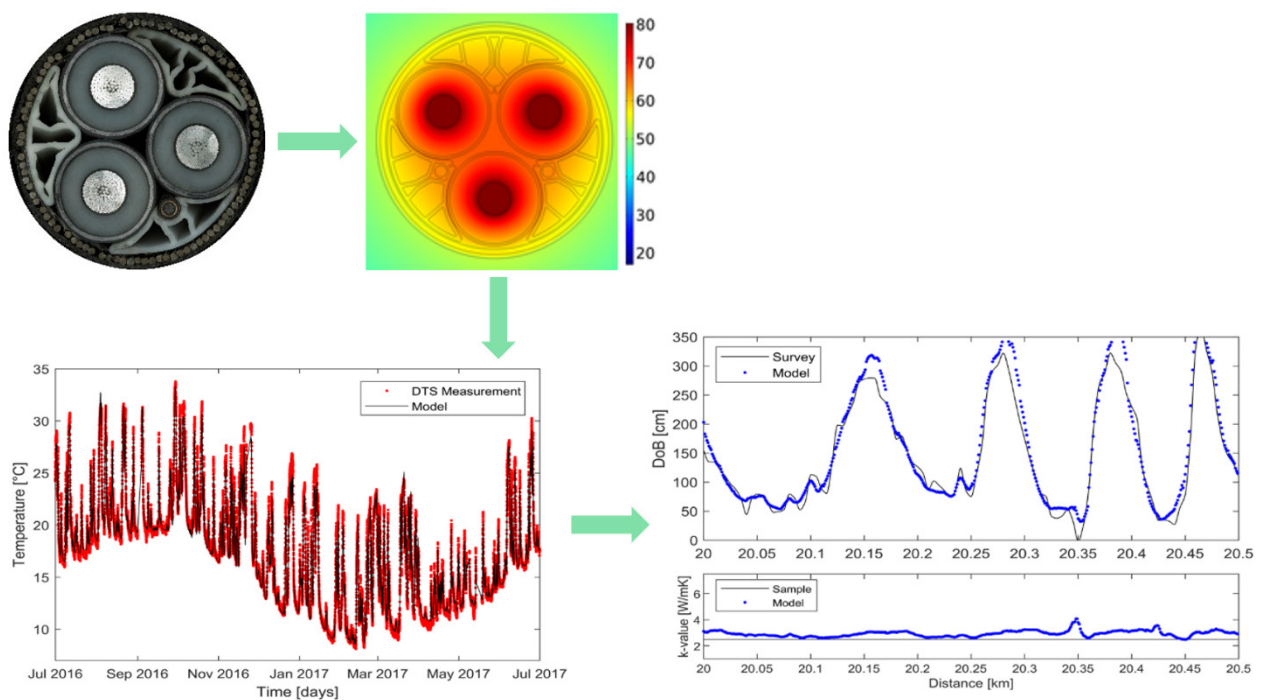 80
70
60
50
40
30
20
35
30
25
20
15
10
Temperature [°C]
DTS Measurement
Model
Jul 2016 Sep 2016 Nov 2016 Jan 2017 Mar 2017 May 2017 Jul 2017
Time [days]
350
300
250
200
150
100
50
0
DoB [cm]
Survey
Model
20 20.05 20.1 20.15 20.2 20.25 20.3 20.35 20.4 20.45 20.5
6
4
2
k-value [W/mK]
Sample
Model
20 20.05 20.1 20.15 20.2 20.25 20.3 20.35 20.4 20.45 20.5
Distance [km]